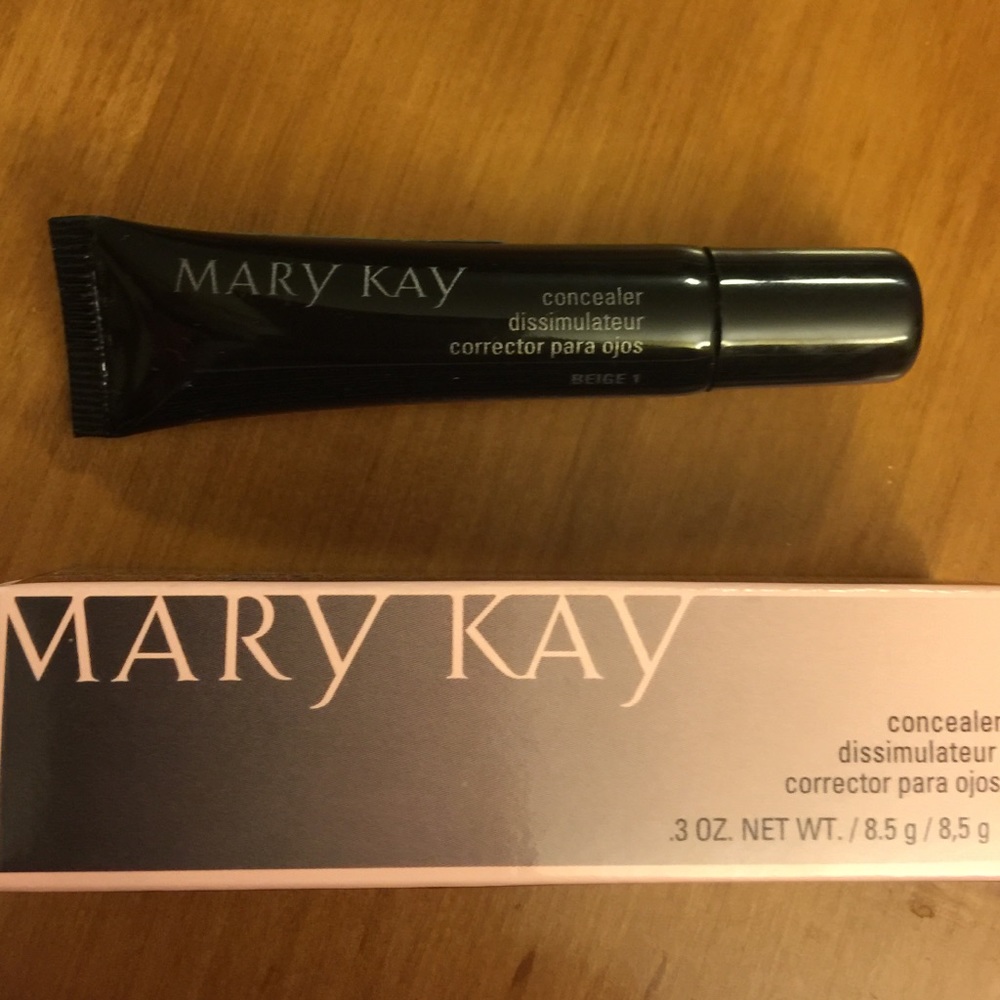 MARY KAY
concealer
dissimulateur
corrector para ojos
BEIGE 1
MARY KAY
concealer
dissimulateur
corrector para ojos
.3 OZ. NET WT. / 8.5 g / 8,5 g